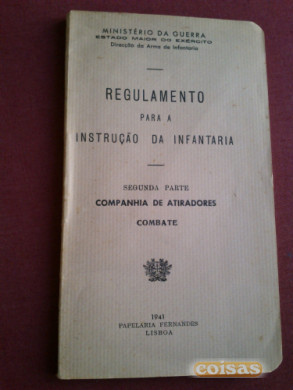 MINISTÉRIO DA GUERRA
ESTADO MAIOR DO EXÉRCITO
Direcção da Arma de Infantaria
REGULAMENTO
PARA A
INSTRUÇÃO DA INFANTARIA
SEGUNDA PARTE
COMPANHIA DE ATIRADORES
COMBATE
1941
PAPELARIA FERNANDES
LISBOA
coisas